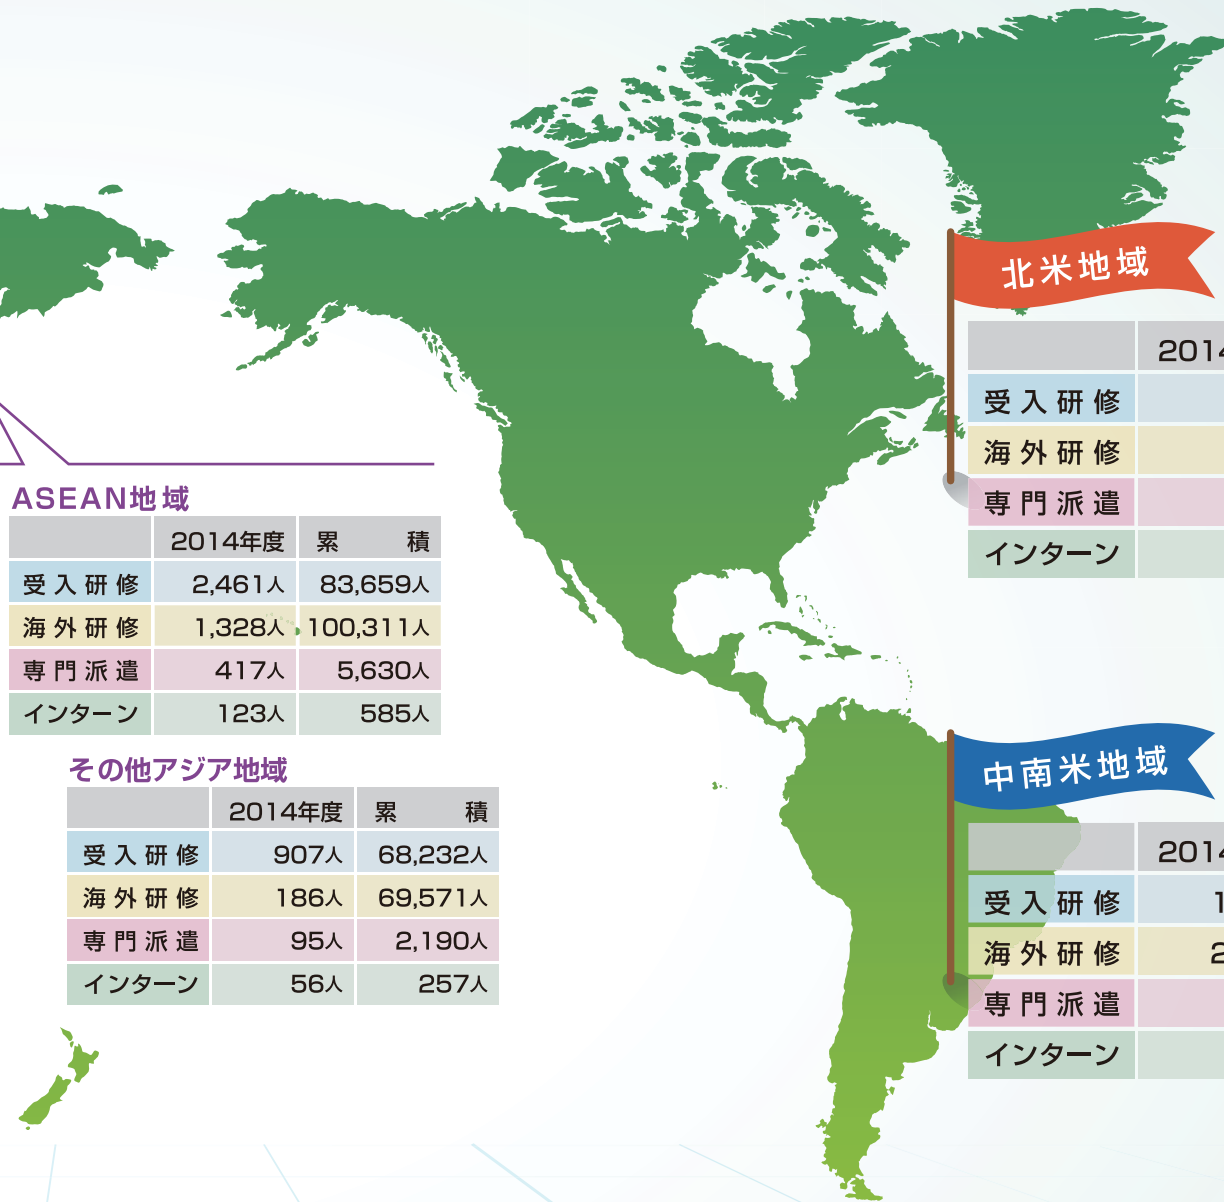 ASEAN地域
2014年度 累積
受入研修 2,461人 83,659人
海外研修 1,328人 100,311人
専門派遣 417人 5,630人
インターン 123人 585人
その他アジア地域
2014年度 累積
受入研修 907人 68,232人
海外研修 186人 69,571人
専門派遣 95人 2,190人
インターン 56人 257人
北米地域
2014
受入研修
海外研修
専門派遣
インターン
中南米地域
2014
受入研修 1
海外研修 2
専門派遣
インターン